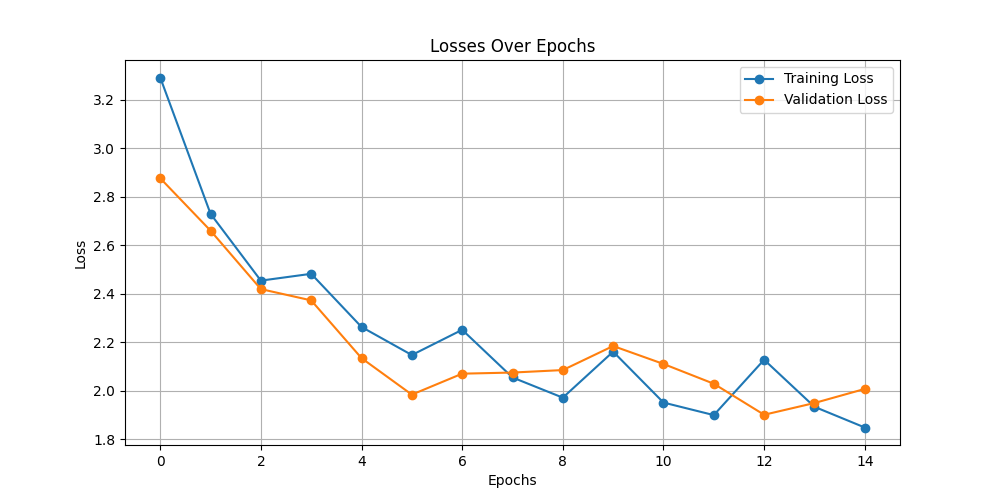 Losses Over Epochs
Training Loss
Validation Loss
3.2
3.0
2.8
2.6
2.4
2.2
2.0
1.8
Loss
0 2 4 6 8 10 12 14
Epochs